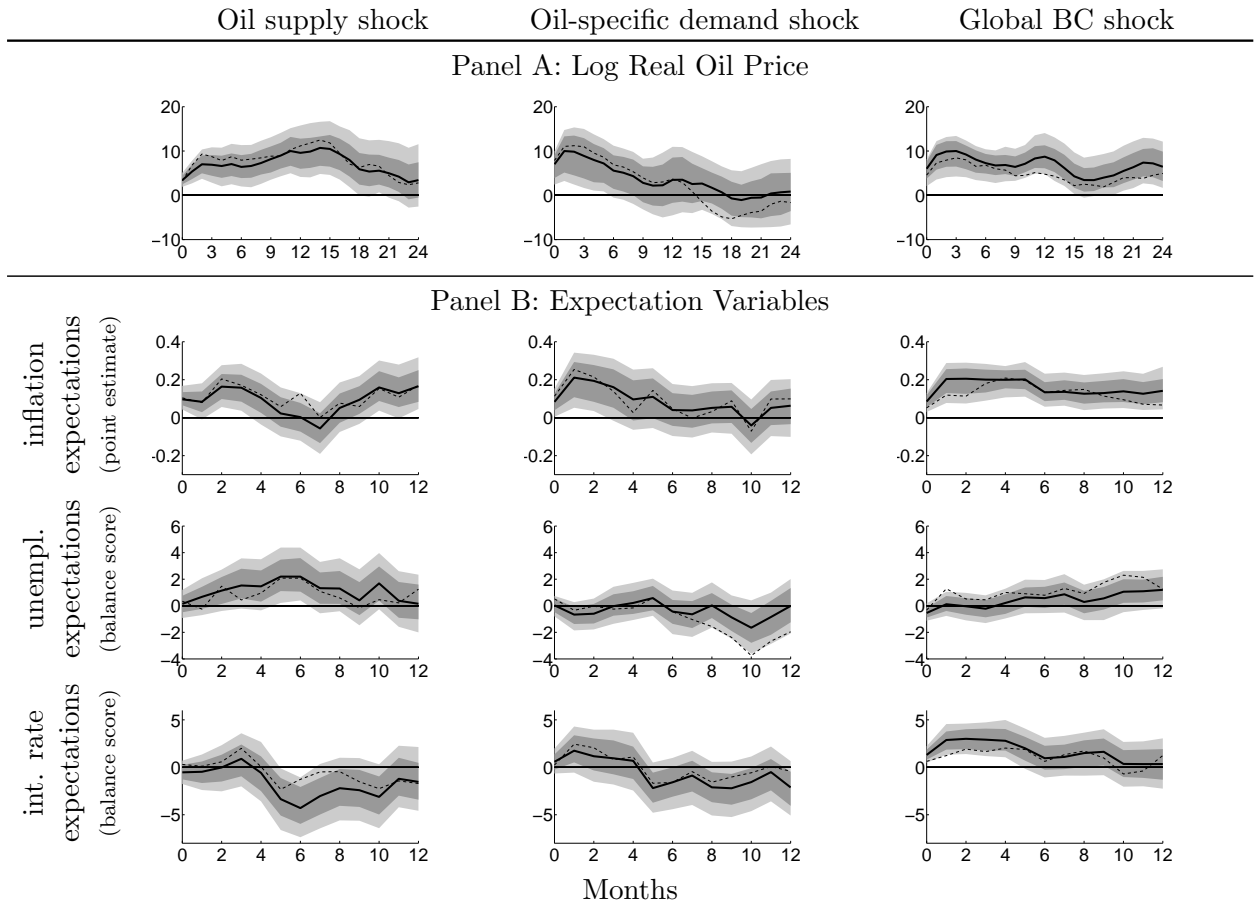 Oil supply shock Oil-specific demand shock Global BC shock
Panel A: Log Real Oil Price
20 10 0 −10
0 3 6 9 12 15 18 21 24
20 10 0 −10
0 3 6 9 12 15 18 21 24
20 10 0 −10
0 3 6 9 12 15 18 21 24
Panel B: Expectation Variables
inflation
expectations
(point estimate)
0.4 0.2 0 -0.2
0 2 4 6 8 10 12
0.4 0.2 0 -0.2
0 2 4 6 8 10 12
0.4 0.2 0 -0.2
0 2 4 6 8 10 12
unempl.
expectations
(balance score)
6 4 2 0 −2 −4
0 2 4 6 8 10 12
6 4 2 0 −2 −4
0 2 4 6 8 10 12
6 4 2 0 −2 −4
0 2 4 6 8 10 12
int. rate
expectations
(balance score)
5 0 −5
0 2 4 6 8 10 12
5 0 −5
0 2 4 6 8 10 12
5 0 −5
0 2 4 6 8 10 12
Months